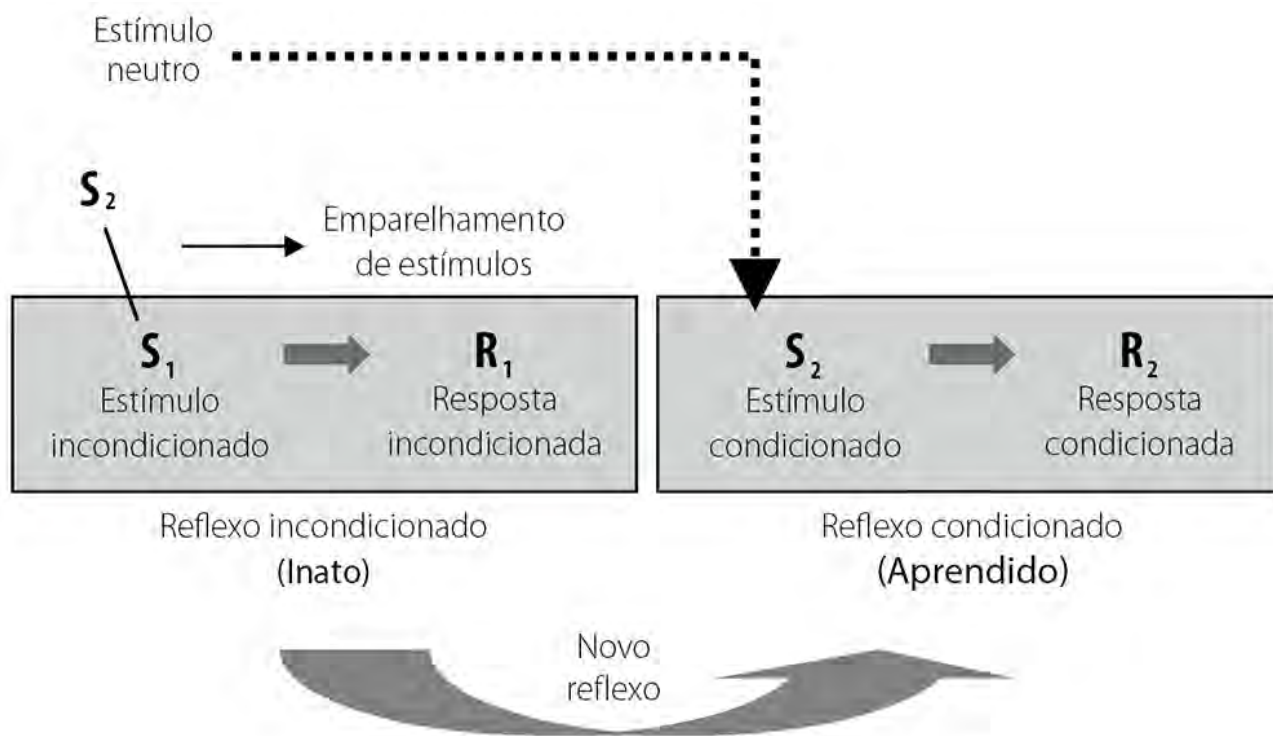 Estímulo
neutro
S2
Emparelhamento
de estímulos
S1
Estímulo
incondicionado
R1
Resposta
incondicionada
S2
Estímulo
condicionado
R2
Resposta
condicionada
Reflexo incondicionado
(Inato)
Reflexo condicionado
(Aprendido)
Novo
reflexo